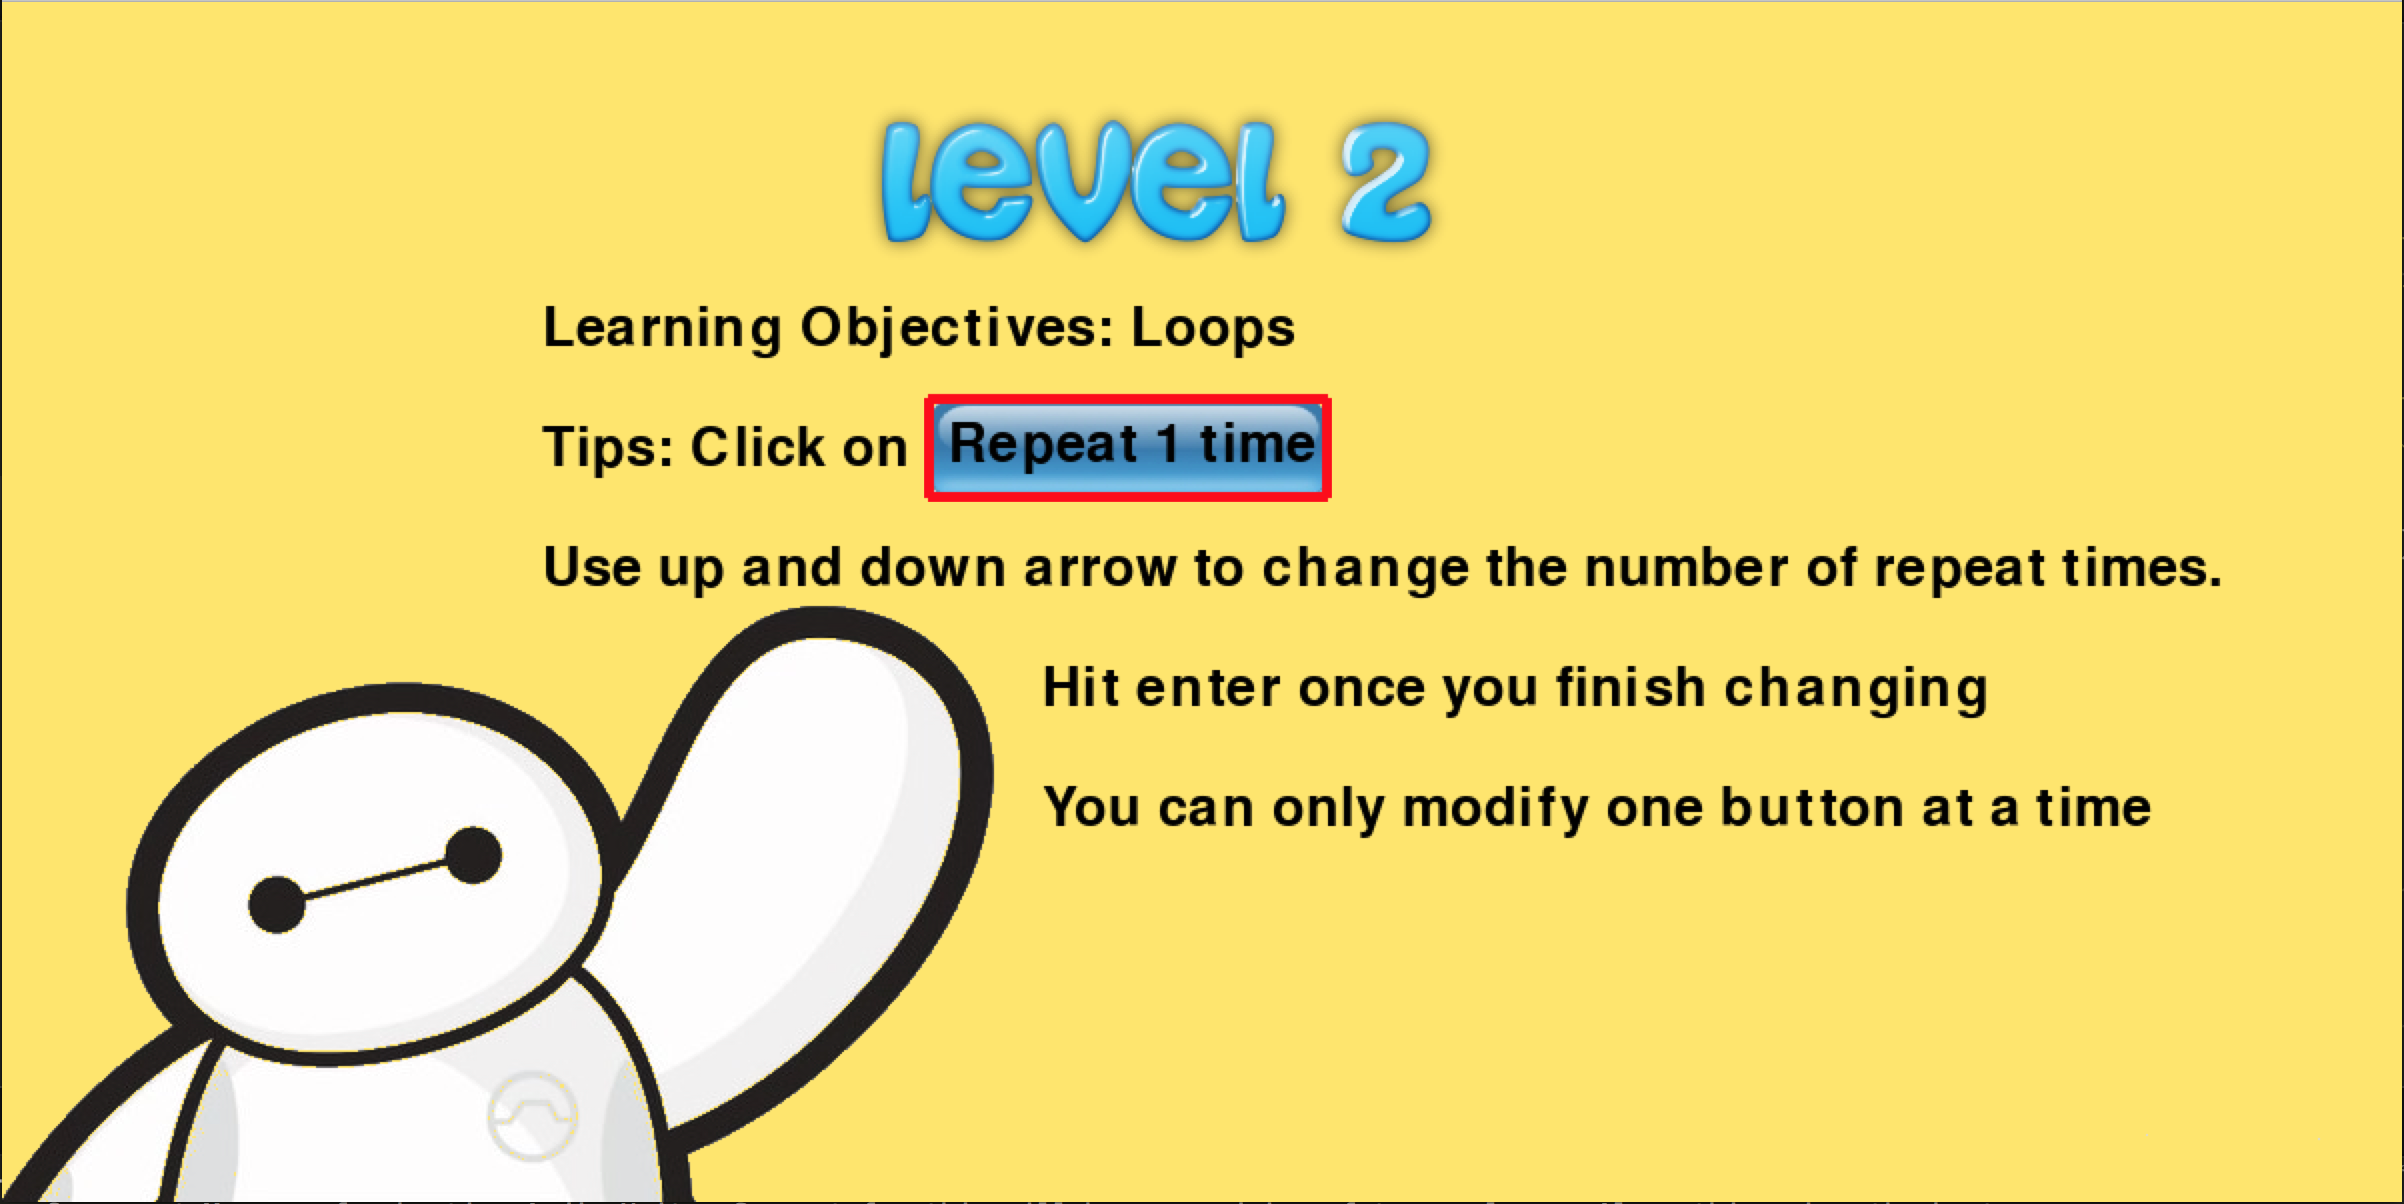 level 2
Learning Objectives: Loops
Tips: Click on Repeat 1 time
Use up and down arrow to change the number of repeat times.
Hit enter once you finish changing
You can only modify one button at a time